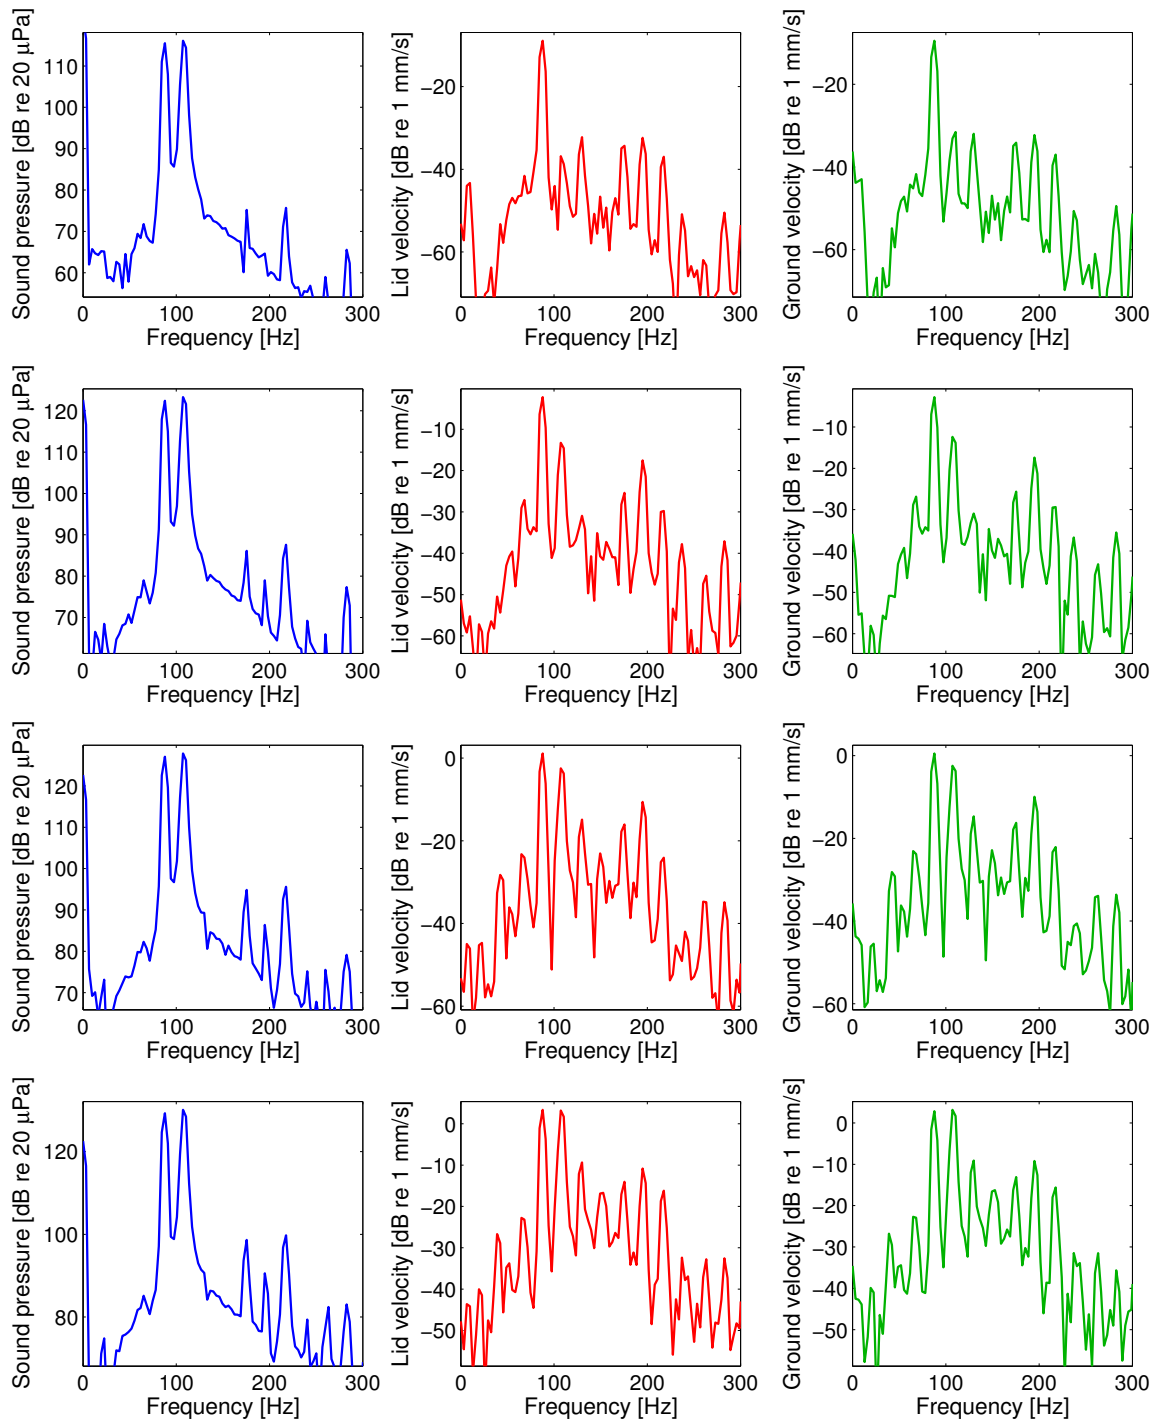 Sound pressure [dB re 20 μPa]
110
100
90
80
70
60
0 100 200 300
Frequency [Hz]
Lid velocity [dB re 1 mm/s]
−20
−40
−60
0 100 200 300
Frequency [Hz]
Ground velocity [dB re 1 mm/s]
−20
−40
−60
0 100 200 300
Frequency [Hz]
Sound pressure [dB re 20 μPa]
120
110
100
90
80
70
0 100 200 300
Frequency [Hz]
Lid velocity [dB re 1 mm/s]
−10
−20
−30
−40
−50
−60
0 100 200 300
Frequency [Hz]
Ground velocity [dB re 1 mm/s]
−10
−20
−30
−40
−50
−60
0 100 200 300
Frequency [Hz]
Sound pressure [dB re 20 μPa]
120
110
100
90
80
70
0 100 200 300
Frequency [Hz]
Lid velocity [dB re 1 mm/s]
0
−20
−40
−60
0 100 200 300
Frequency [Hz]
Ground velocity [dB re 1 mm/s]
0
−20
−40
−60
0 100 200 300
Frequency [Hz]
Sound pressure [dB re 20 μPa]
120
100
80
0 100 200 300
Frequency [Hz]
Lid velocity [dB re 1 mm/s]
0
−10
−20
−30
−40
−50
0 100 200 300
Frequency [Hz]
Ground velocity [dB re 1 mm/s]
0
−10
−20
−30
−40
−50
0 100 200 300
Frequency [Hz]